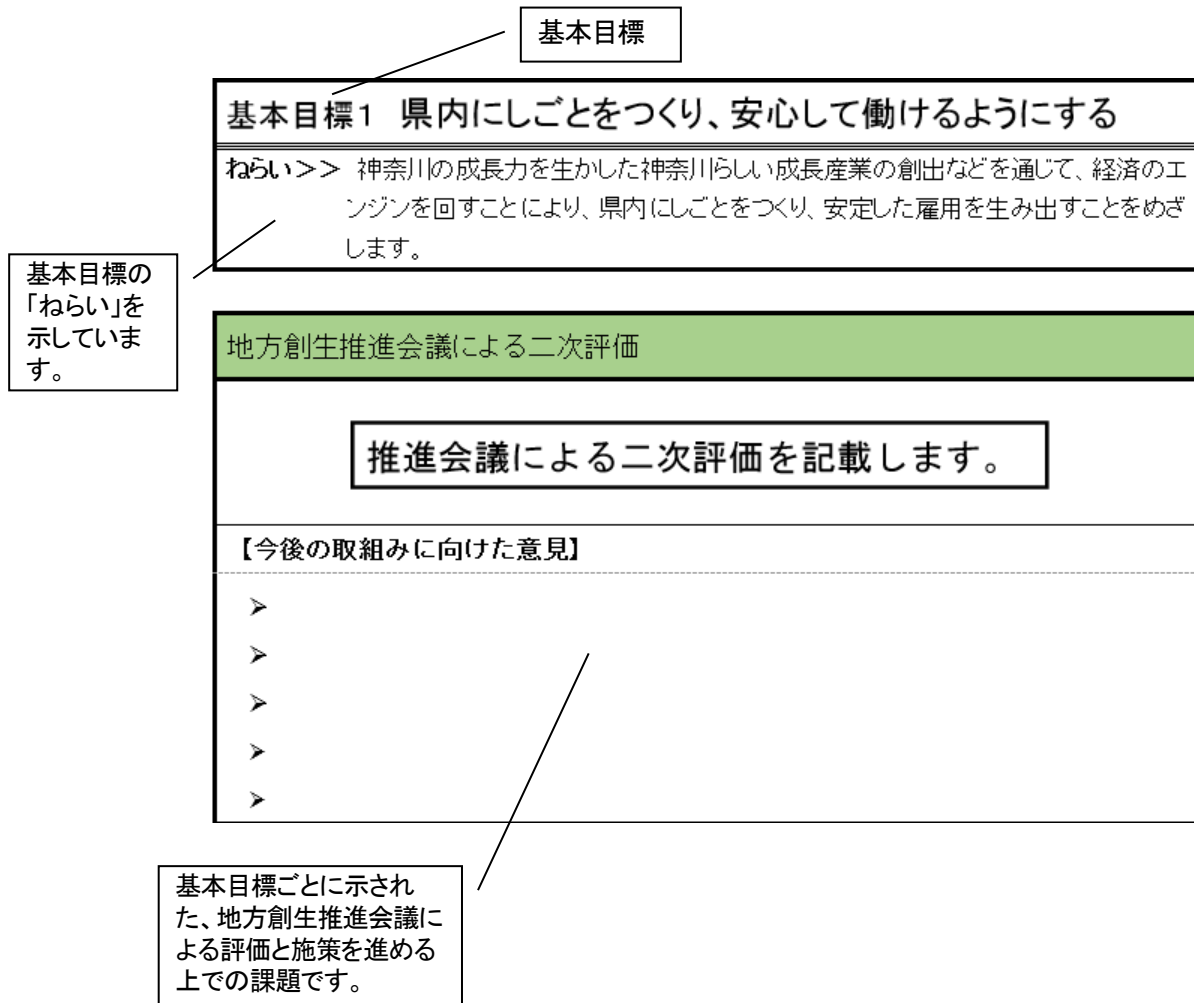 基本目標
基本目標1 県内にしごとをつくり、安心して働けるようにする
ねらい>> 神奈川の成長力を生かした神奈川らしい成長産業の創出などを通じて、経済のエ
ンジンを回すことにより、県内にしごとをつくり、安定した雇用を生み出すことをめざ
します。
基本目標の
「ねらい」を
示していま
す。
地方創生推進会議による二次評価
推進会議による二次評価を記載します。
【今後の取組みに向けた意見】
➢
➢
➢
➢
➢
基本目標ごとに示され
た、地方創生推進会議に
よる評価と施策を進める
上での課題です。